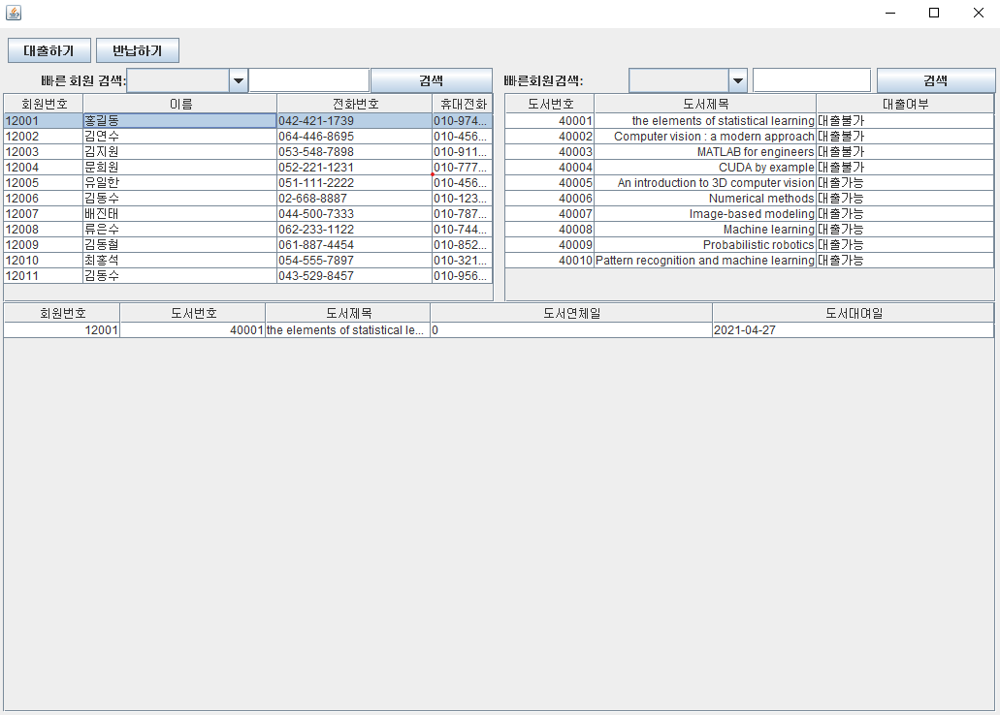 대출하기 반납하기
빠른 회원 검색: 검색 빠른회원검색: 검색
회원번호 이름 전화번호 휴대전화 도서번호 도서제목 대출여부
12001 홍길동 042-421-1739 010-974... 40001 the elements of statistical learning 대출불가
12002 김연수 064-446-8695 010-456... 40002 Computer vision : a modern approach 대출불가
12003 김지원 053-548-7898 010-911... 40003 MATLAB for engineers 대출불가
12004 문희원 052-221-1231 010-777... 40004 CUDA by example 대출불가
12005 유일한 051-111-2222 010-456... 40005 An introduction to 3D computer vision 대출가능
12006 김동수 02-668-8887 010-123... 40006 Numerical methods 대출가능
12007 배진태 044-500-7333 010-787... 40007 Image-based modeling 대출가능
12008 류은수 062-233-1122 010-744... 40008 Machine learning 대출가능
12009 김동철 061-887-4454 010-852... 40009 Probabilistic robotics 대출가능
12010 최홍석 054-555-7897 010-321... 40010 Pattern recognition and machine learning 대출가능
12011 김동수 043-529-8457 010-956...
회원번호 도서번호 도서제목 도서연체일 도서대여일
12001 40001 the elements of statistical le... 0 2021-04-27